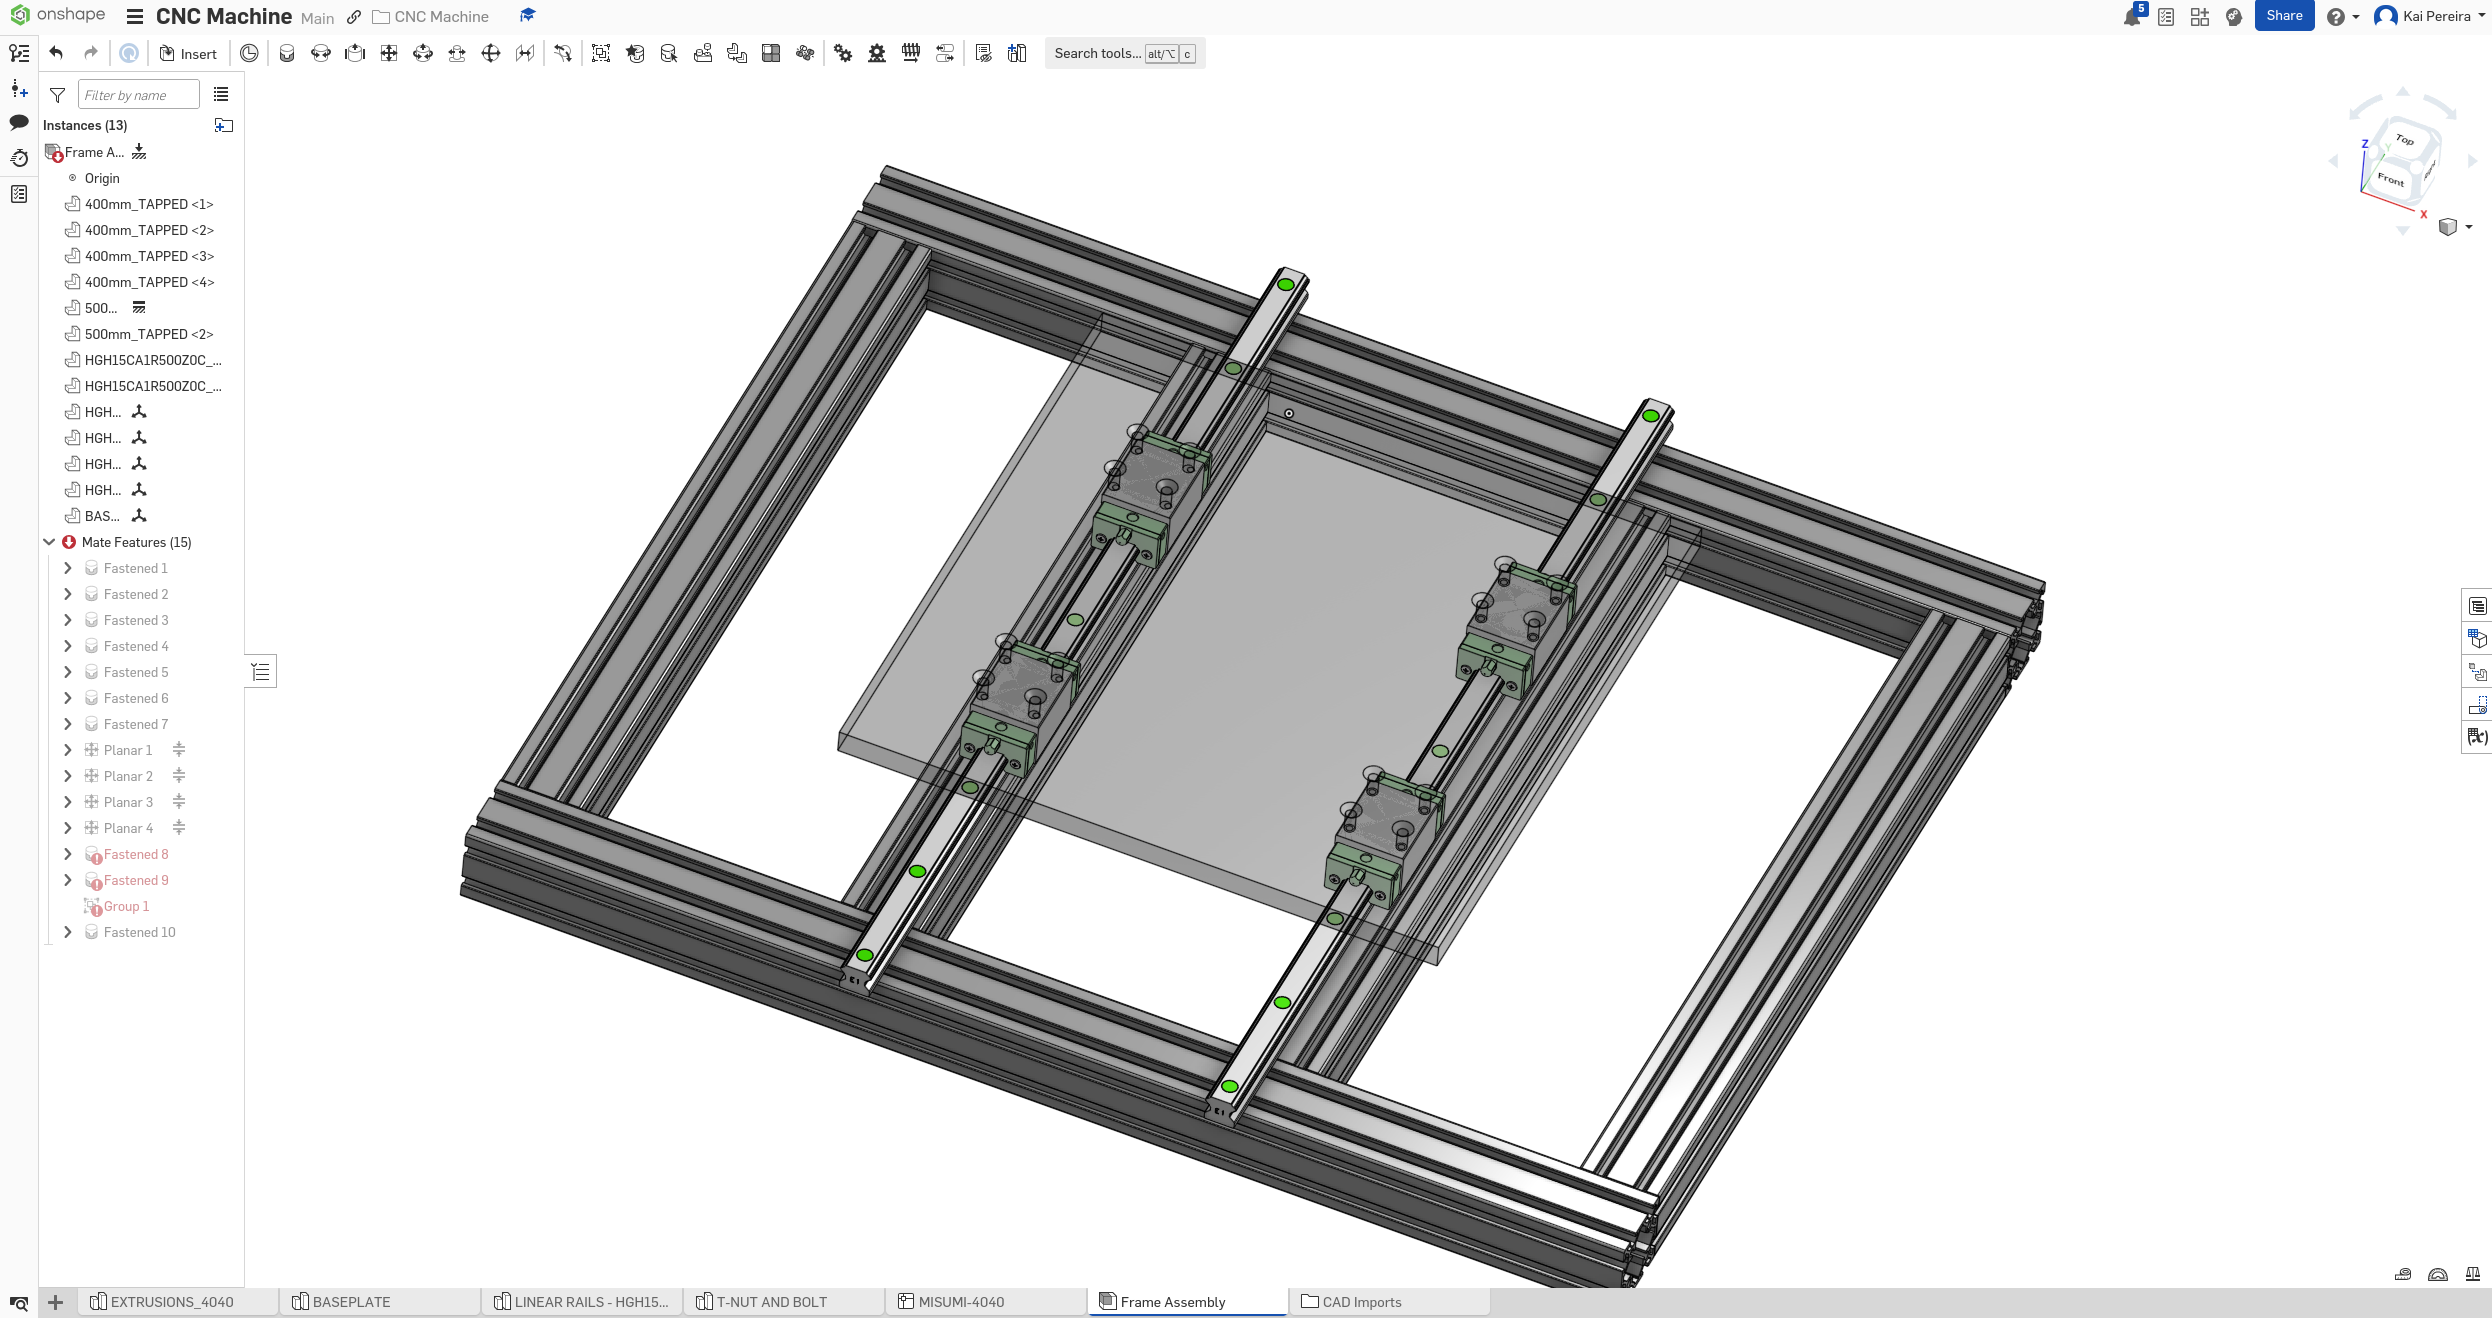 onshape
CNC Machine Main CNC Machine
5
Share
Kai Pereira
Insert
Search tools... alt/⌥ c
Filter by name
Instances (13)
Frame A...
Origin
400mm_TAPPED <1>
400mm_TAPPED <2>
400mm_TAPPED <3>
400mm_TAPPED <4>
500...
500mm_TAPPED <2>
HGH15CA1R500Z0C_...
HGH15CA1R500Z0C_...
HGH...
HGH...
HGH...
HGH...
BAS...
Mate Features (15)
Fastened 1
Fastened 2
Fastened 3
Fastened 4
Fastened 5
Fastened 6
Fastened 7
Planar 1
Planar 2
Planar 3
Planar 4
Fastened 8
Fastened 9
Group 1
Fastened 10
Top
Front
Z
Y
X
(x)
EXTRUSIONS_4040
BASEPLATE
LINEAR RAILS - HGH15...
T-NUT AND BOLT
MISUMI-4040
Frame Assembly
CAD Imports